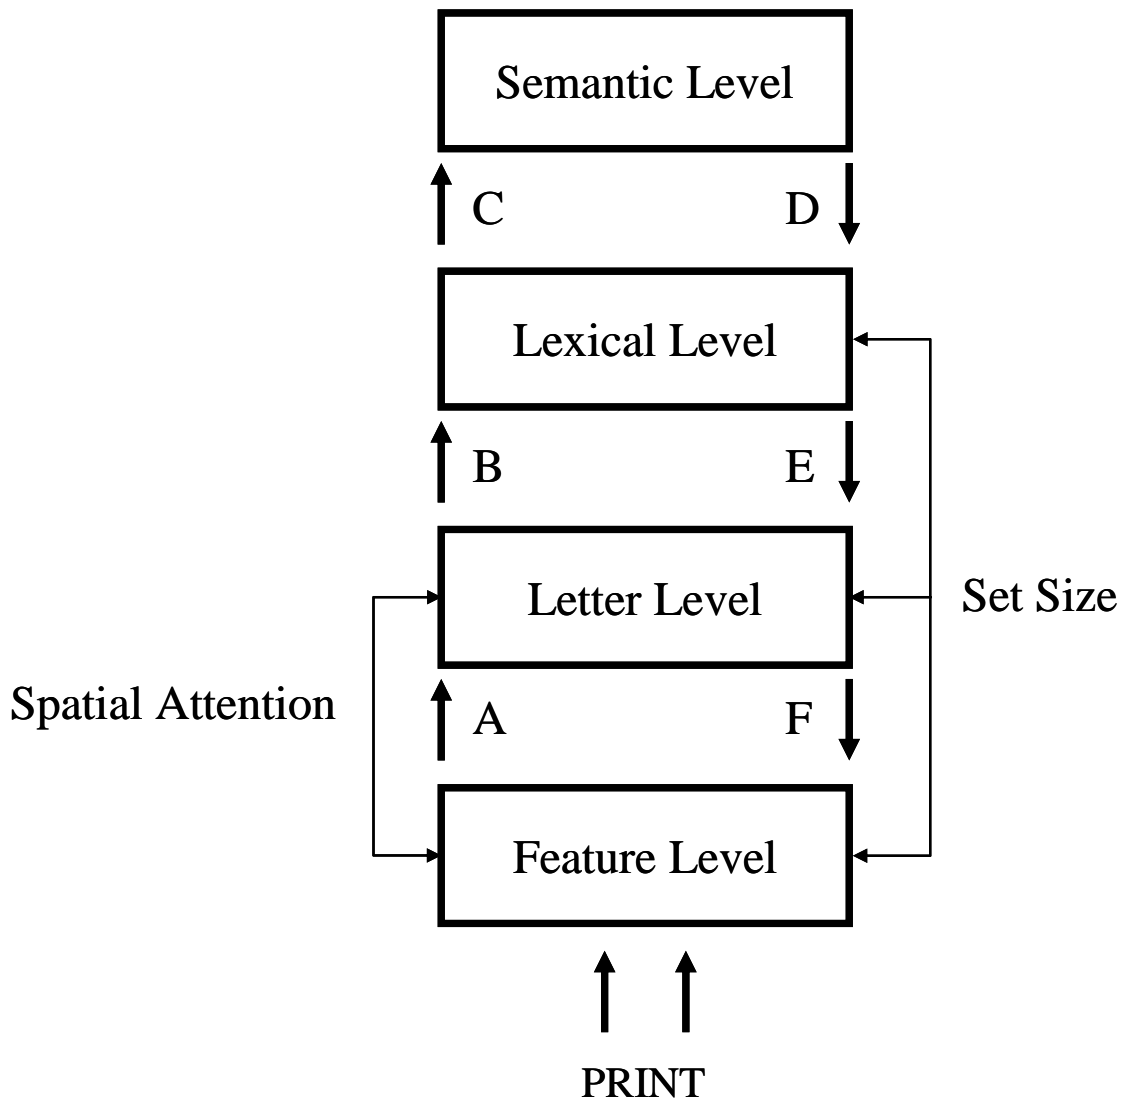 Semantic Level
C
D
Lexical Level
B
E
Letter Level
Set Size
Spatial Attention
A
F
Feature Level
PRINT